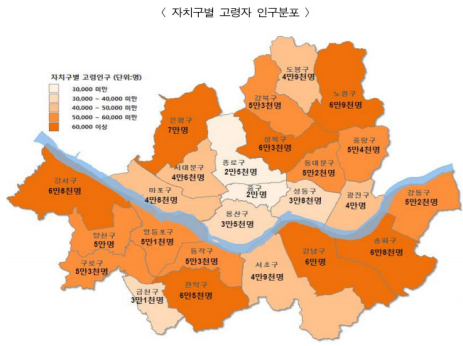 〈 자치구별 고령자 인구분포 〉
자치구별 고령인구 (단위:명)
30,000 미만
30,000 ~ 40,000 미만
40,000 ~ 50,000 미만
50,000 ~ 60,000 미만
60,000 이상
도봉구
4만9천명
노원구
6만9천명
강북구
5만3천명
은평구
7만명
성북구
6만3천명
중랑구
5만4천명
종로구
2만5천명
동대문구
5만2천명
서대문구
4만6천명
강서구
6만8천명
마포구
4만8천명
중구
2만명
성동구
3만8천명
광진구
4만명
강동구
5만2천명
용산구
3만5천명
양천구
5만명
영등포구
5만1천명
동작구
5만3천명
강남구
6만명
송파구
6만8천명
구로구
5만3천명
서초구
4만9천명
금천구
3만1천명
관악구
6만5천명